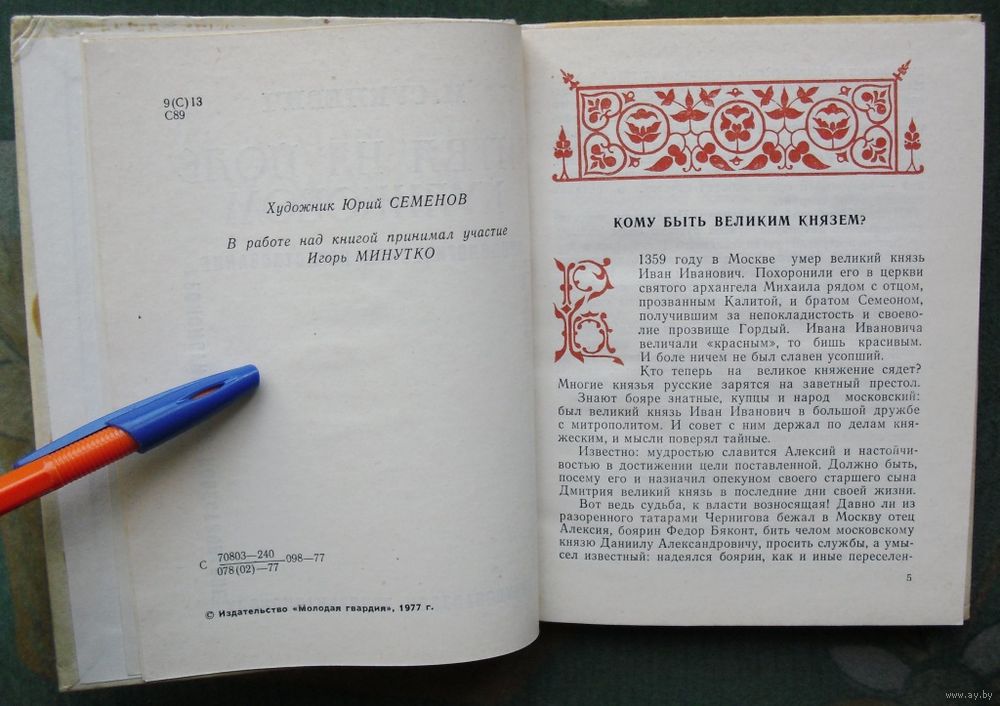 9(С)13
С89
Художник Юрий СЕМЕНОВ
В работе над книгой принимал участие
Игорь МИНУТКО
С 70803—240
078(02)—77 098—77
© Издательство «Молодая гвардия», 1977 г.
КОМУ БЫТЬ ВЕЛИКИМ КНЯЗЕМ?
В 1359 году в Москве умер великий князь
Иван Иванович. Похоронили его в церкви
святого архангела Михаила рядом с отцом,
прозванным Калитой, и братом Семеоном,
получившим за непокладистость и своево-
лие прозвище Гордый. Ивана Ивановича
величали «красным», то бишь красивым.
И боле ничем не был славен усопший.
Кто теперь на великое княжение сядет?
Многие князья русские зарятся на заветный престол.
Знают бояре знатные, купцы и народ московский:
был великий князь Иван Иванович в большой дружбе
с митрополитом. И совет с ним держал по делам кня-
жеским, и мысли поверял тайные.
Известно: мудростью славится Алексий и настойчи-
востью в достижении цели поставленной. Должно быть,
посему его и назначил опекуном своего старшего сына
Дмитрия великий князь в последние дни своей жизни.
Вот ведь судьба, к власти возносящая! Давно ли из
разоренного татарами Чернигова бежал в Москву отец
Алексия, боярин Федор Бяконт, бить челом московскому
князю Даниилу Александровичу, просить службы, а умы-
сел известный: надеялся боярин, как и иные переселен-
5
www.ay.by